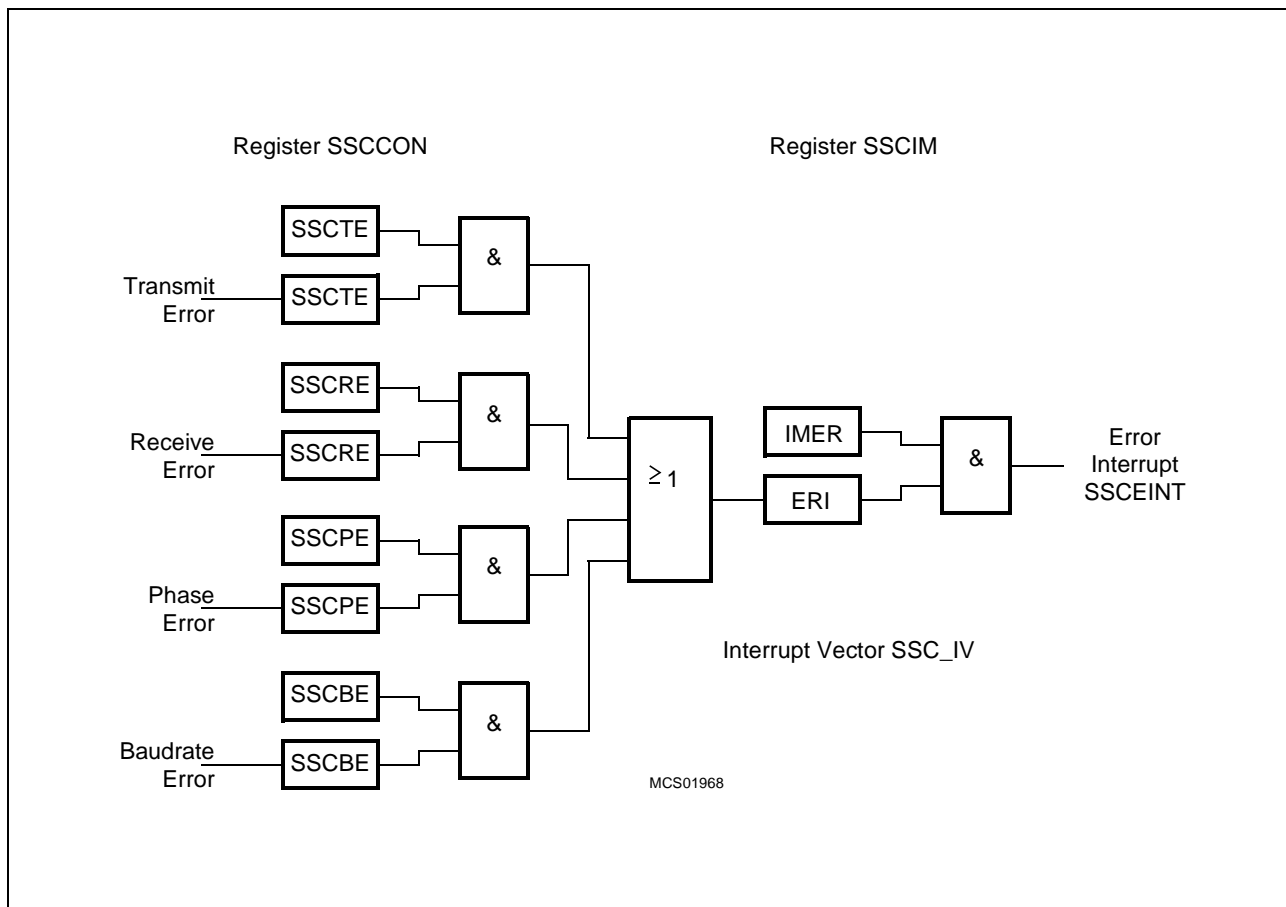 Register SSCCON
Register SSCIM
SSCTE
&
Transmit
Error
SSCTE
SSCRE
&
Receive
Error
SSCRE
≥ 1
IMER
ERI
&
Error
Interrupt
SSCEINT
SSCPE
&
Phase
Error
SSCPE
Interrupt Vector SSC_IV
SSCBE
&
Baudrate
Error
SSCBE
MCS01968